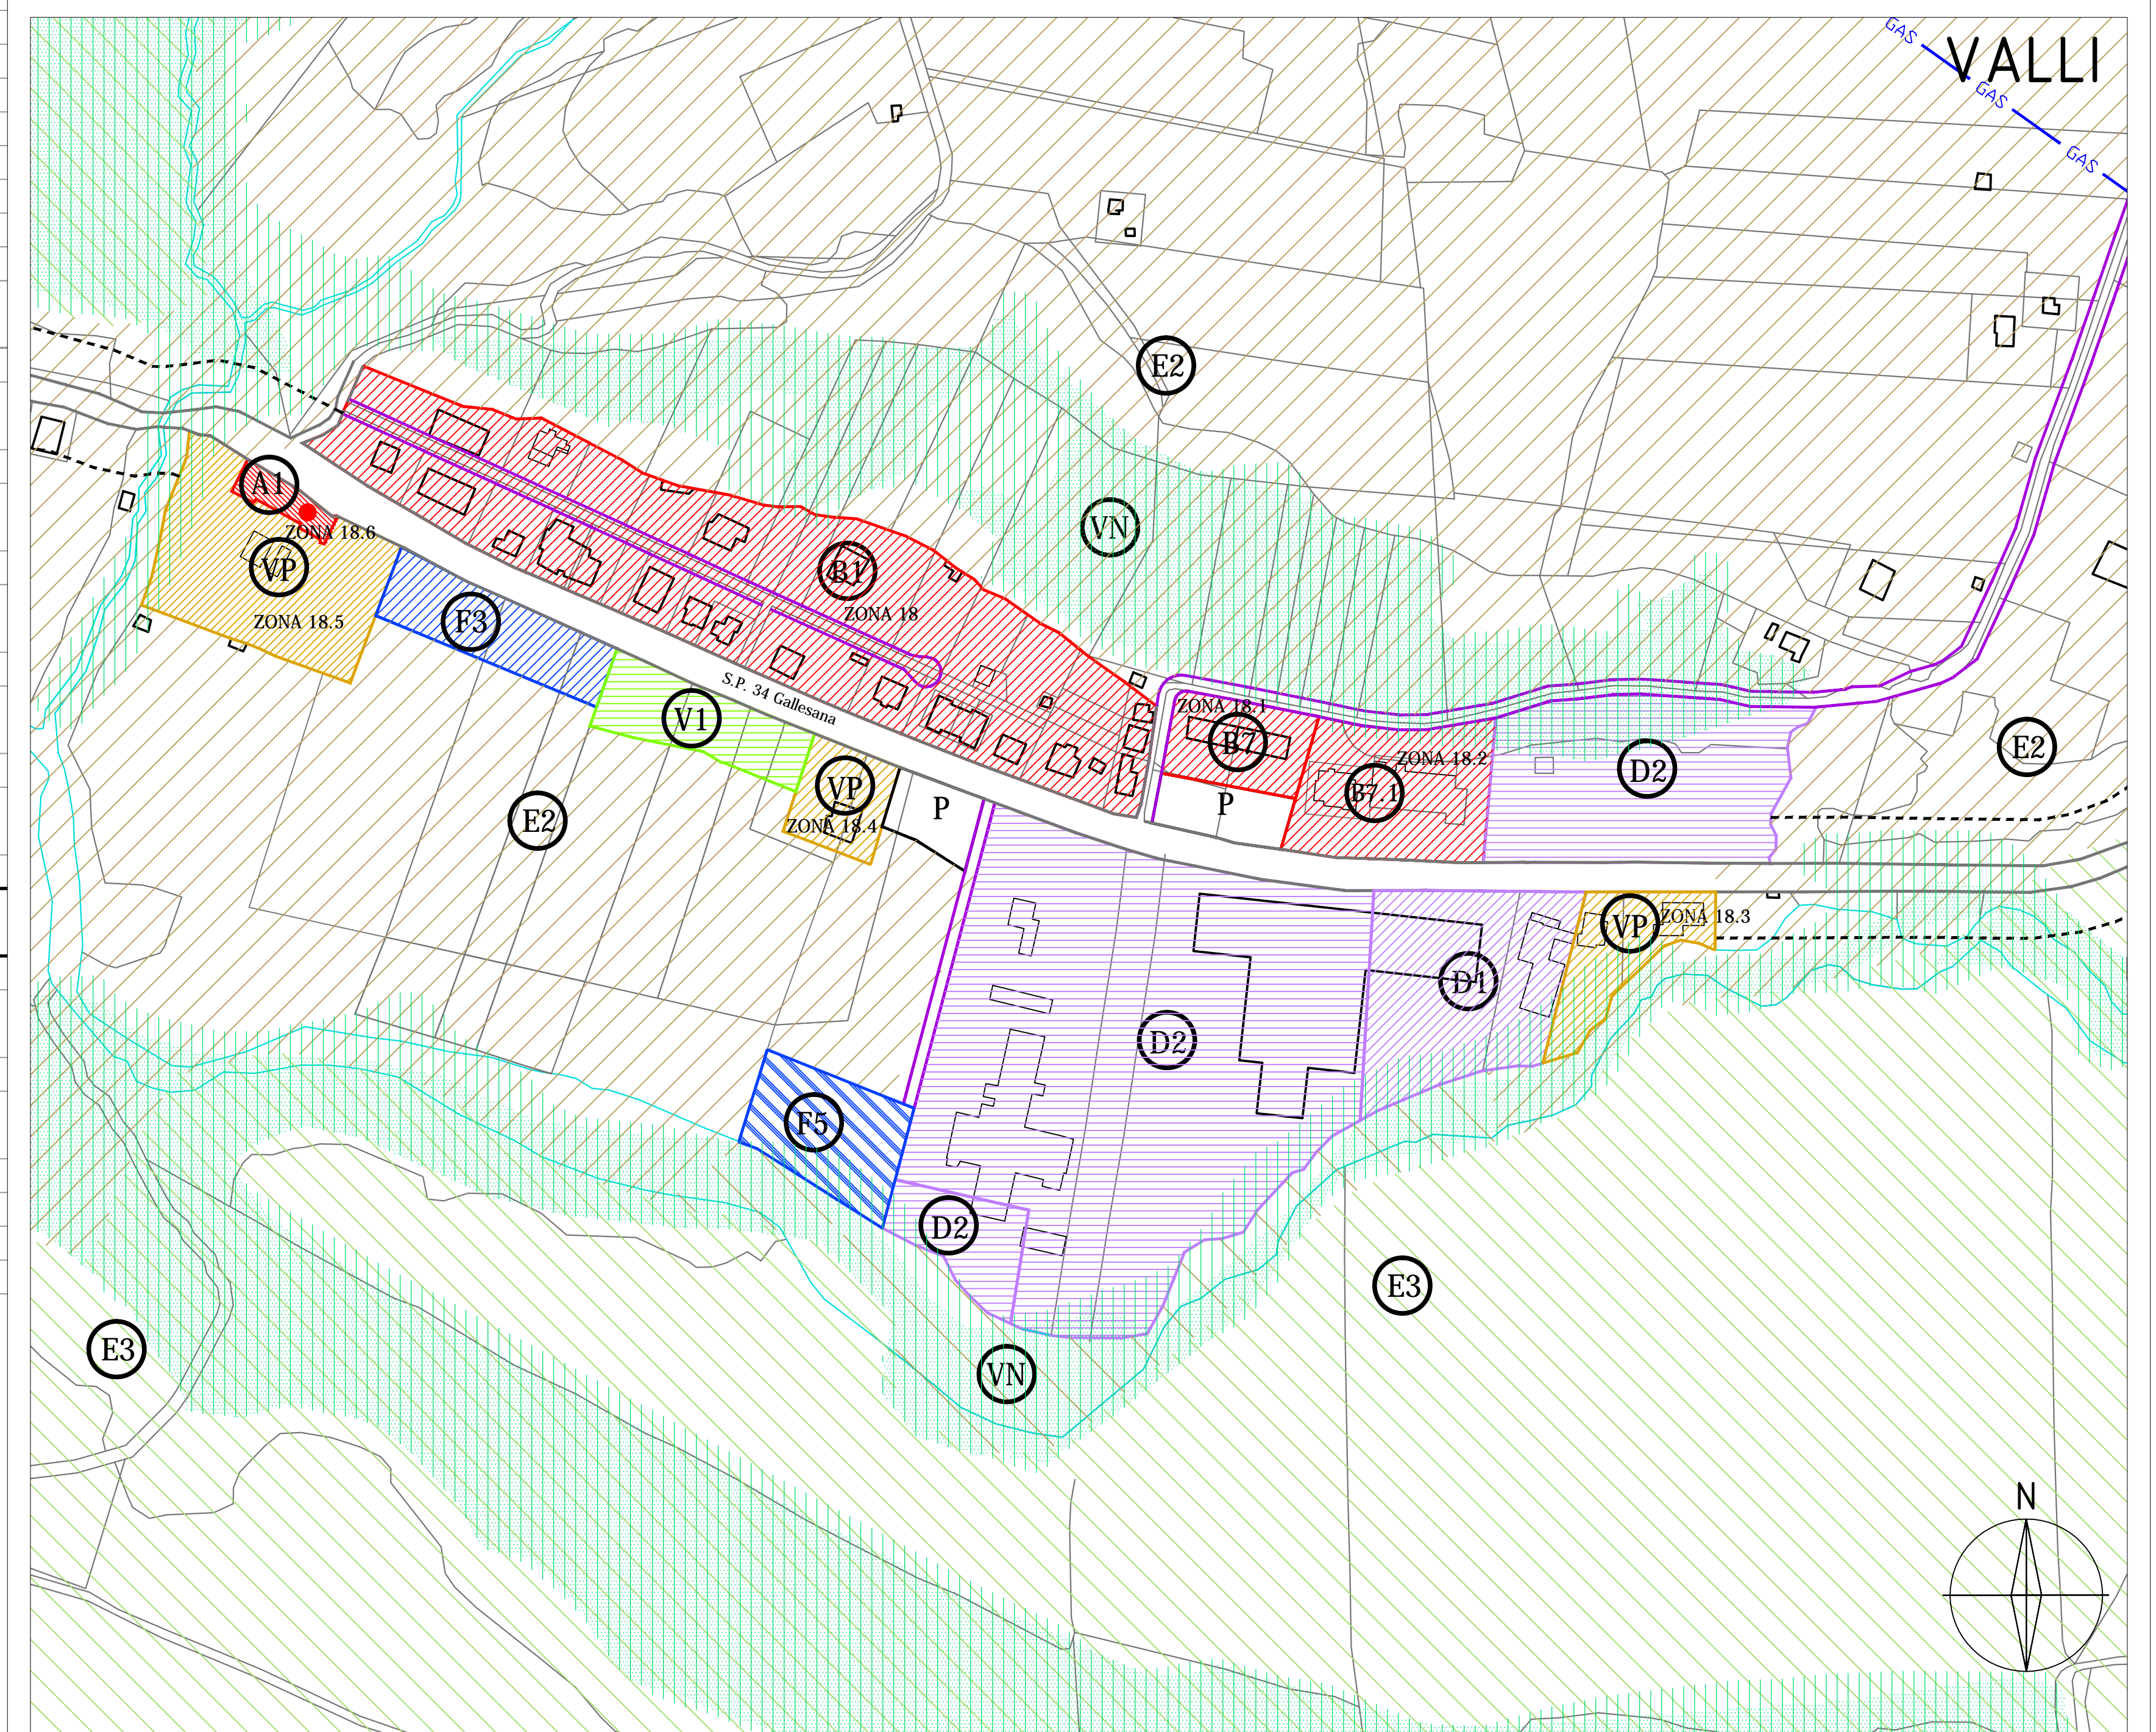 GAS
VALLI
GAS
GAS
E2
A1
ZONA 18.6
VN
VP
B1
ZONA 18
ZONA 18.5
F3
S.P. 34 Gallesana
V1
ZONA 18.1
B7
ZONA 18.2
E2
D2
VP
B7.1
P
P
E2
ZONA 18.4
VP
ZONA 18.3
D1
D2
F5
D2
E3
E3
VN
N